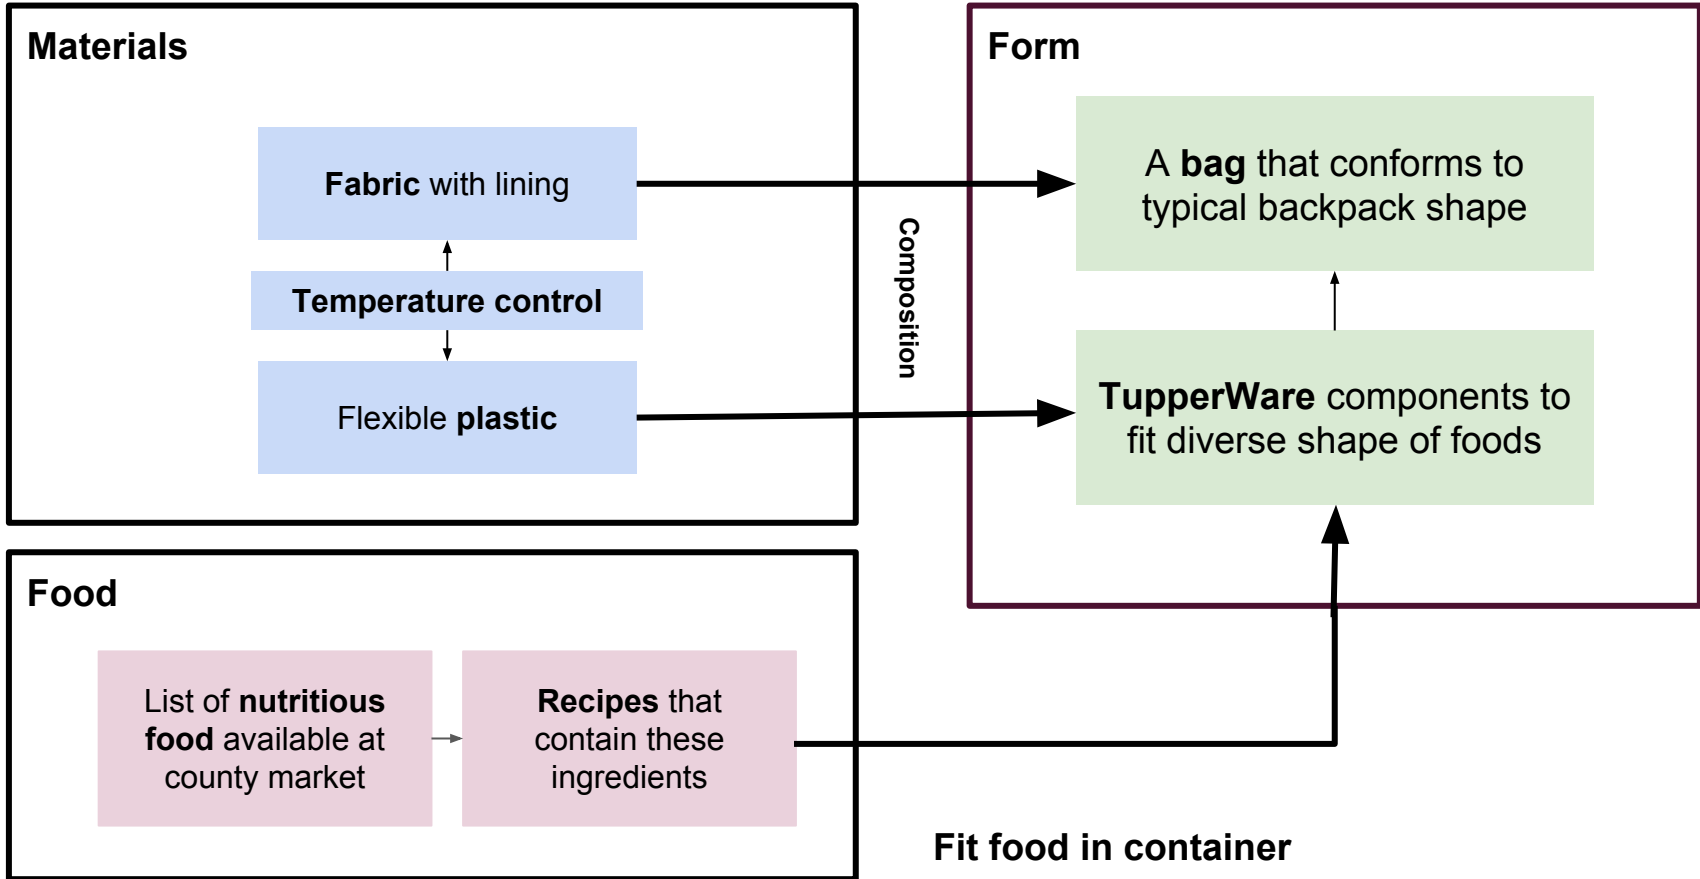 Materials
Fabric with lining
Temperature control
Flexible plastic
Composition
Form
A bag that conforms to
typical backpack shape
TupperWare components to
fit diverse shape of foods
Food
List of nutritious
food available at
county market
Recipes that
contain these
ingredients
Fit food in container